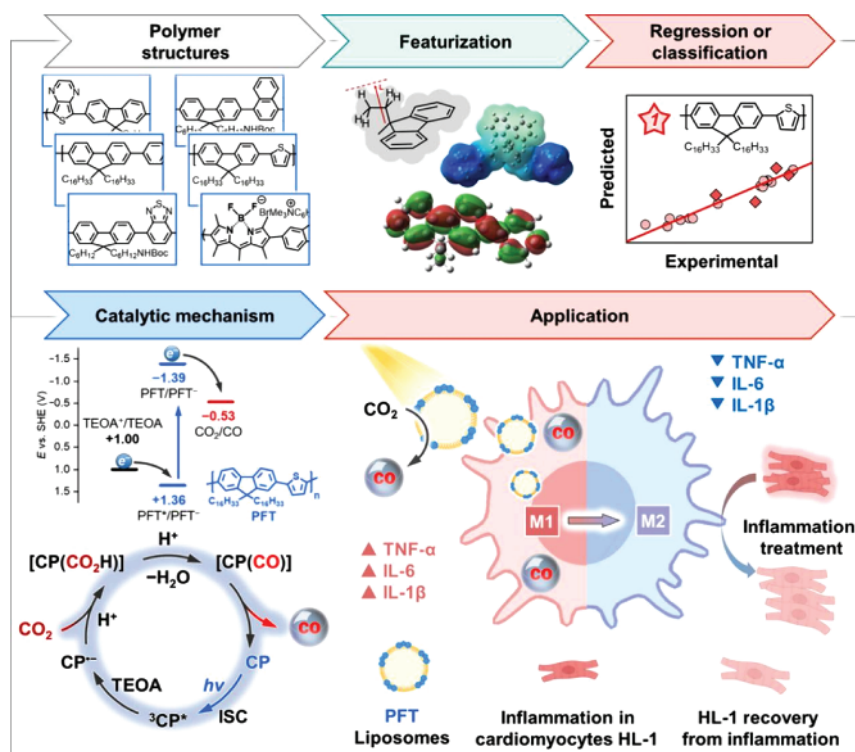 Polymer
structures
Featurization
Regression or
classification
N
N
S
C₆H₁₂NHBoc
C₁₆H₃₃ C₁₆H₃₃
S
C₁₆H₃₃ C₁₆H₃₃
N S N
C₆H₁₂ C₆H₁₂NHBoc
F F
B
⊖
⊕
BrMe₃NC₆H
N N
L
H H
H H
H
1
S
C₁₆H₃₃ C₁₆H₃₃
Predicted
Experimental
Catalytic mechanism
Application
E vs. SHE (V)
−1.5
−1.0
−0.5
0.0
0.5
1.0
1.5
e⁻
−1.39
PFT/PFT⁻
−0.53
CO₂/CO
TEOA⁺/TEOA
+1.00
e⁻
+1.36
PFT*/PFT⁻
S
n
C₁₆H₃₃ C₁₆H₃₃
PFT
[CP(CO₂H)]
H⁺
−H₂O
[CP(CO)]
CO₂
H⁺
CO
CP•−
CP
TEOA
hv
ISC
³CP*
CO₂
CO
CO
CO
M1
M2
▼ TNF-α
▼ IL-6
▼ IL-1β
▲ TNF-α
▲ IL-6
▲ IL-1β
Inflammation
treatment
PFT
Liposomes
Inflammation in
cardiomyocytes HL-1
HL-1 recovery
from inflammation